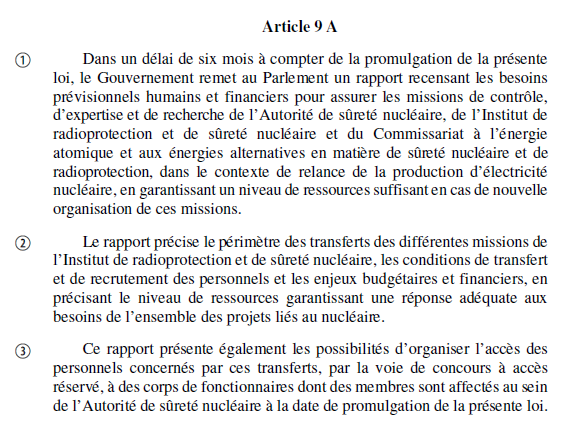 Article 9 A
① Dans un délai de six mois à compter de la promulgation de la présente
loi, le Gouvernement remet au Parlement un rapport recensant les besoins
prévisionnels humains et financiers pour assurer les missions de contrôle,
d’expertise et de recherche de l’Autorité de sûreté nucléaire, de l’Institut de
radioprotection et de sûreté nucléaire et du Commissariat à l’énergie
atomique et aux énergies alternatives en matière de sûreté nucléaire et de
radioprotection, dans le contexte de relance de la production d’électricité
nucléaire, en garantissant un niveau de ressources suffisant en cas de nouvelle
organisation de ces missions.
② Le rapport précise le périmètre des transferts des différentes missions de
l’Institut de radioprotection et de sûreté nucléaire, les conditions de transfert
et de recrutement des personnels et les enjeux budgétaires et financiers, en
précisant le niveau de ressources garantissant une réponse adéquate aux
besoins de l’ensemble des projets liés au nucléaire.
③ Ce rapport présente également les possibilités d’organiser l’accès des
personnels concernés par ces transferts, par la voie de concours à accès
réservé, à des corps de fonctionnaires dont des membres sont affectés au sein
de l’Autorité de sûreté nucléaire à la date de promulgation de la présente loi.